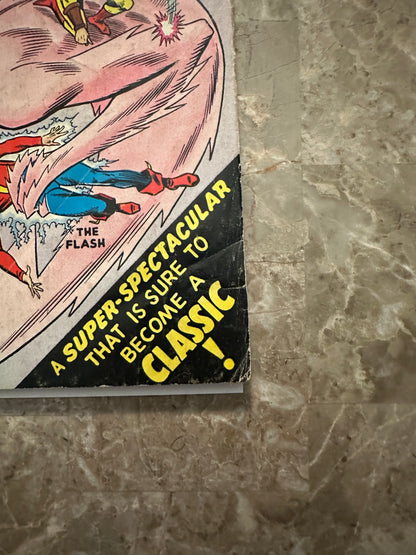 THE
FLASH
A SUPER-SPECTACULAR
THAT IS SURE TO
BECOME A
CLASSIC!